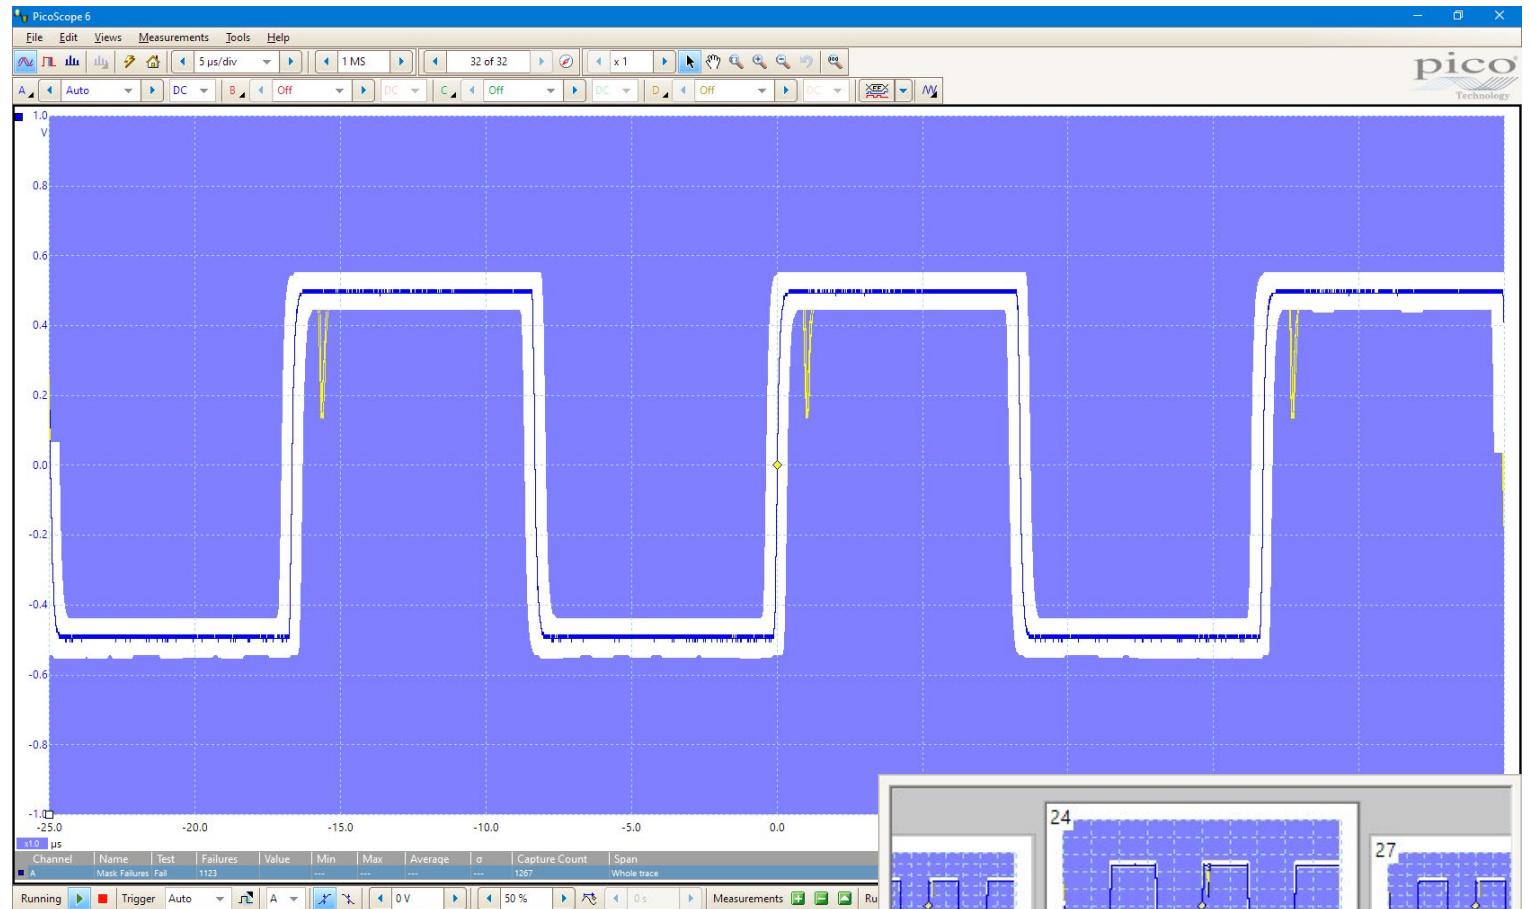 PicoScope 6
File Edit Views Measurements Tools Help
5 µs/div 1 MS 32 of 32 x 1
pico
Technology
A Auto DC B Off DC C Off DC D Off DC
1.0
V
0.8
0.6
0.4
0.2
0.0
-0.2
-0.4
-0.6
-0.8
-1.0
-25.0 -20.0 -15.0 -10.0 -5.0 0.0
x1.0 µs
24
27
Channel Name Test Failures Value Min Max Average σ Capture Count Span
A Mask Failures Fail 1123 --- --- --- --- 1267 Whole trace
Running Trigger Auto A 0 V 50 % 0 s Measurements Ru